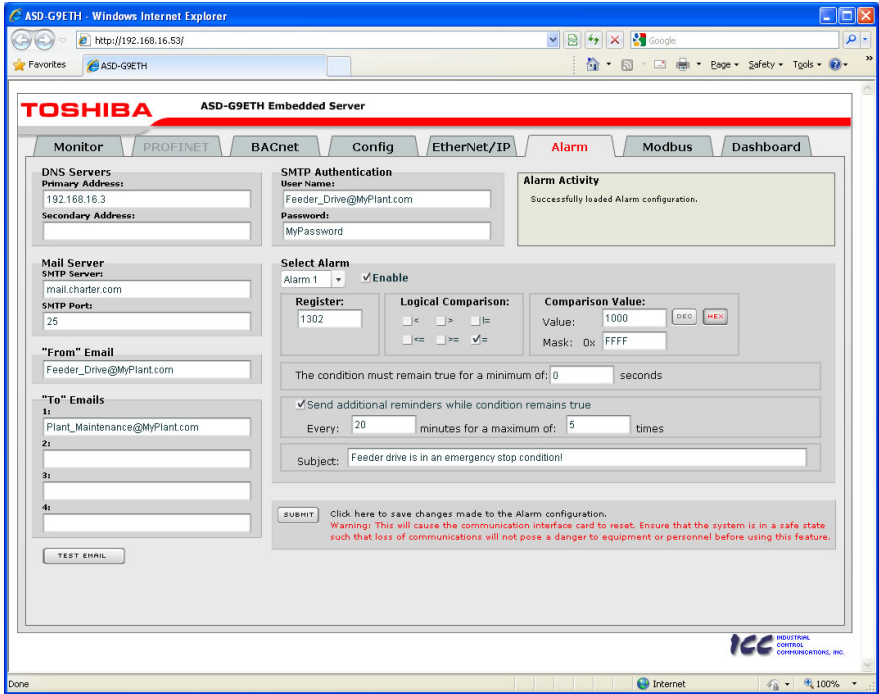 ASD-G9ETH - Windows Internet Explorer
http://192.168.16.53/
Google
Favorites
ASD-G9ETH
Page
Safety
Tools
»
TOSHIBA
ASD-G9ETH Embedded Server
Monitor
PROFINET
BACnet
Config
EtherNet/IP
Alarm
Modbus
Dashboard
DNS Servers
Primary Address:
192.168.16.3
Secondary Address:
SMTP Authentication
User Name:
Feeder_Drive@MyPlant.com
Password:
MyPassword
Alarm Activity
Successfully loaded Alarm configuration.
Mail Server
SMTP Server:
mail.charter.com
SMTP Port:
25
"From" Email
Feeder_Drive@MyPlant.com
"To" Emails
1:
Plant_Maintenance@MyPlant.com
2:
3:
4:
TEST EMAIL
Select Alarm
Alarm 1
Enable
Register:
1302
Logical Comparison:
< > !=
<= >= =
Comparison Value:
Value: 1000 DEC HEX
Mask: 0x FFFF
The condition must remain true for a minimum of: 0 seconds
Send additional reminders while condition remains true
Every: 20 minutes for a maximum of: 5 times
Subject: Feeder drive is in an emergency stop condition!
SUBMIT
Click here to save changes made to the Alarm configuration.
Warning: This will cause the communication interface card to reset. Ensure that the system is in a safe state
such that loss of communications will not pose a danger to equipment or personnel before using this feature.
ICC INDUSTRIAL
CONTROL
COMMUNICATIONS, INC.
Done
Internet
100%